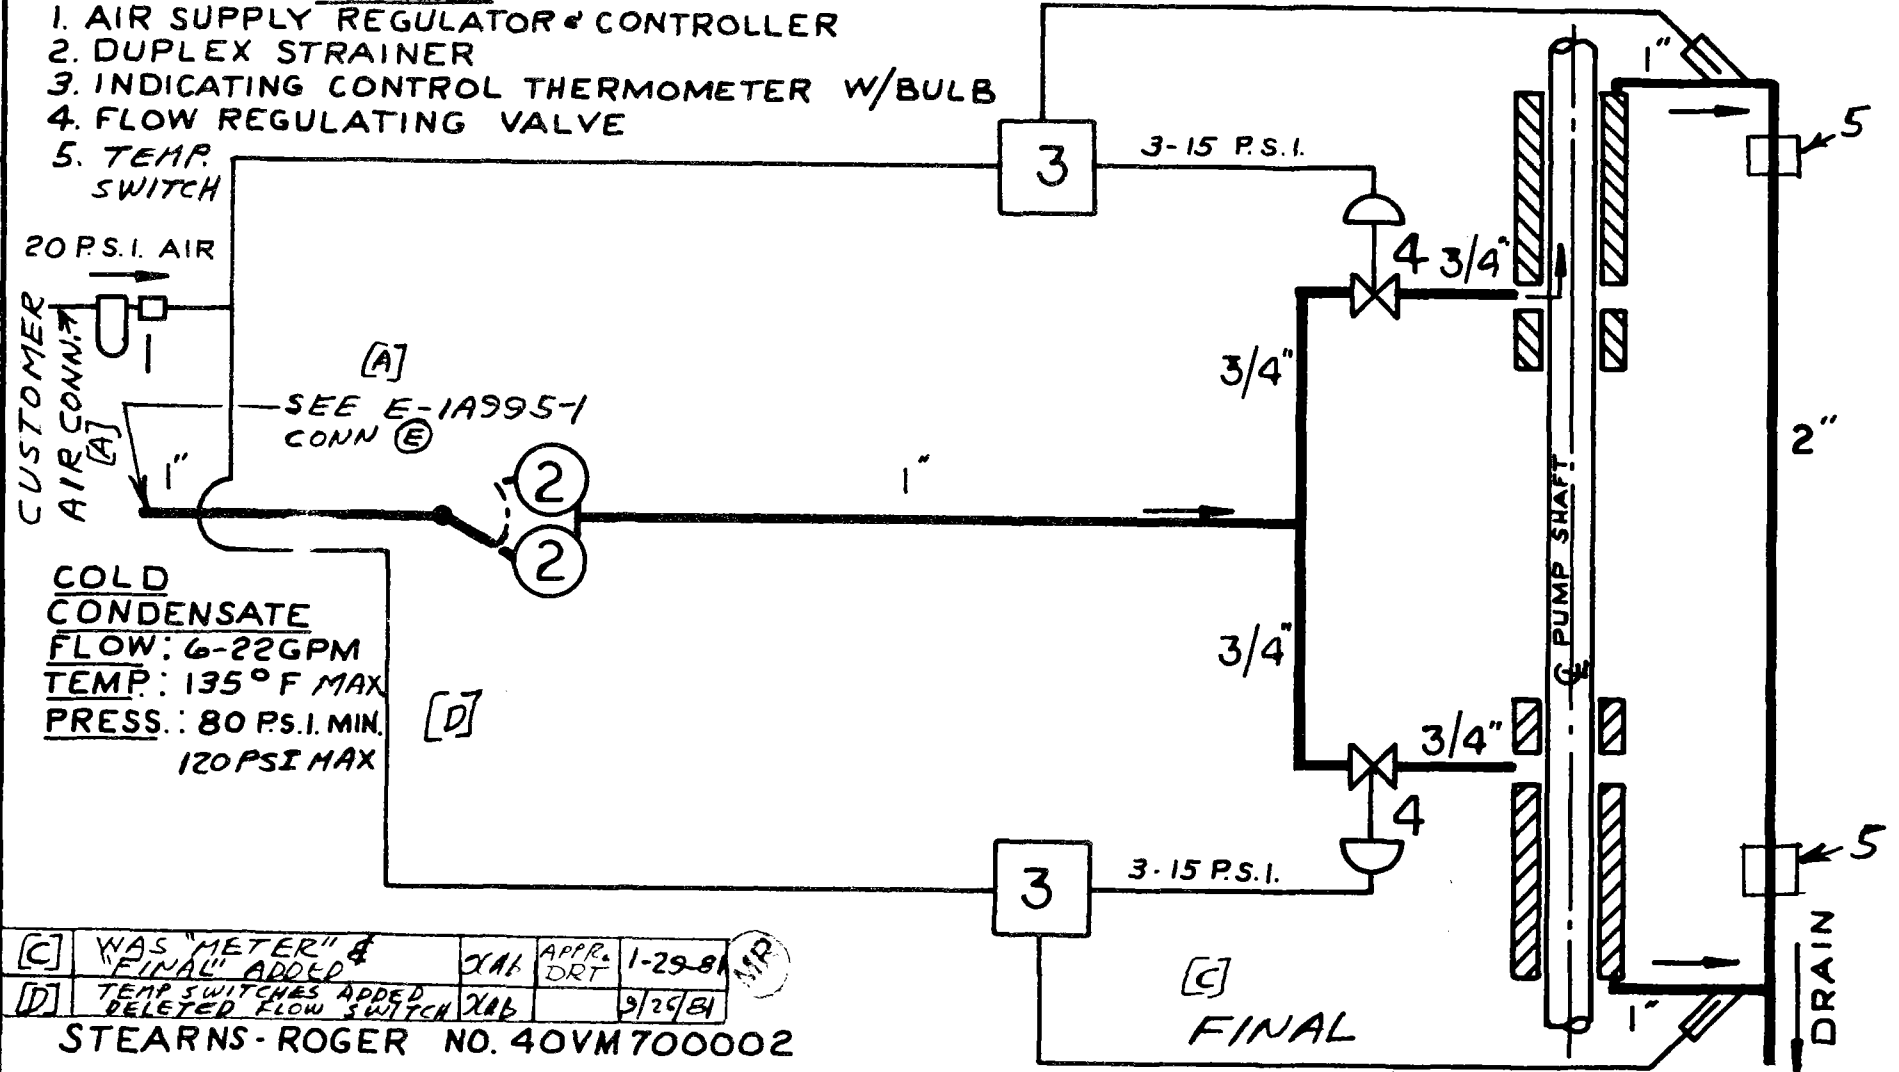 1. AIR SUPPLY REGULATOR & CONTROLLER
2. DUPLEX STRAINER
3. INDICATING CONTROL THERMOMETER W/BULB
4. FLOW REGULATING VALVE
5. TEMP.
SWITCH
20 P.S.I. AIR
CUSTOMER
AIR CONN.
[A]
1
[A]
SEE E-1A995-1
CONN Ⓔ
1"
2
2
1"
COLD
CONDENSATE
FLOW: 6-22GPM
TEMP.: 135° F MAX
PRESS.: 80 P.S.I. MIN.
120 PSI MAX
[D]
3
3-15 P.S.I.
4
3/4"
3/4"
3/4"
3/4"
4
3
3-15 P.S.I.
℄ PUMP SHAFT
1"
5
2"
5
1"
DRAIN
[C]
FINAL
[C] WAS "METER" & "FINAL" ADDED APPR. DRT 1-29-81
MR
[D] TEMP SWITCHES ADDED DELETED FLOW SWITCH
STEARNS-ROGER NO. 40VM700002